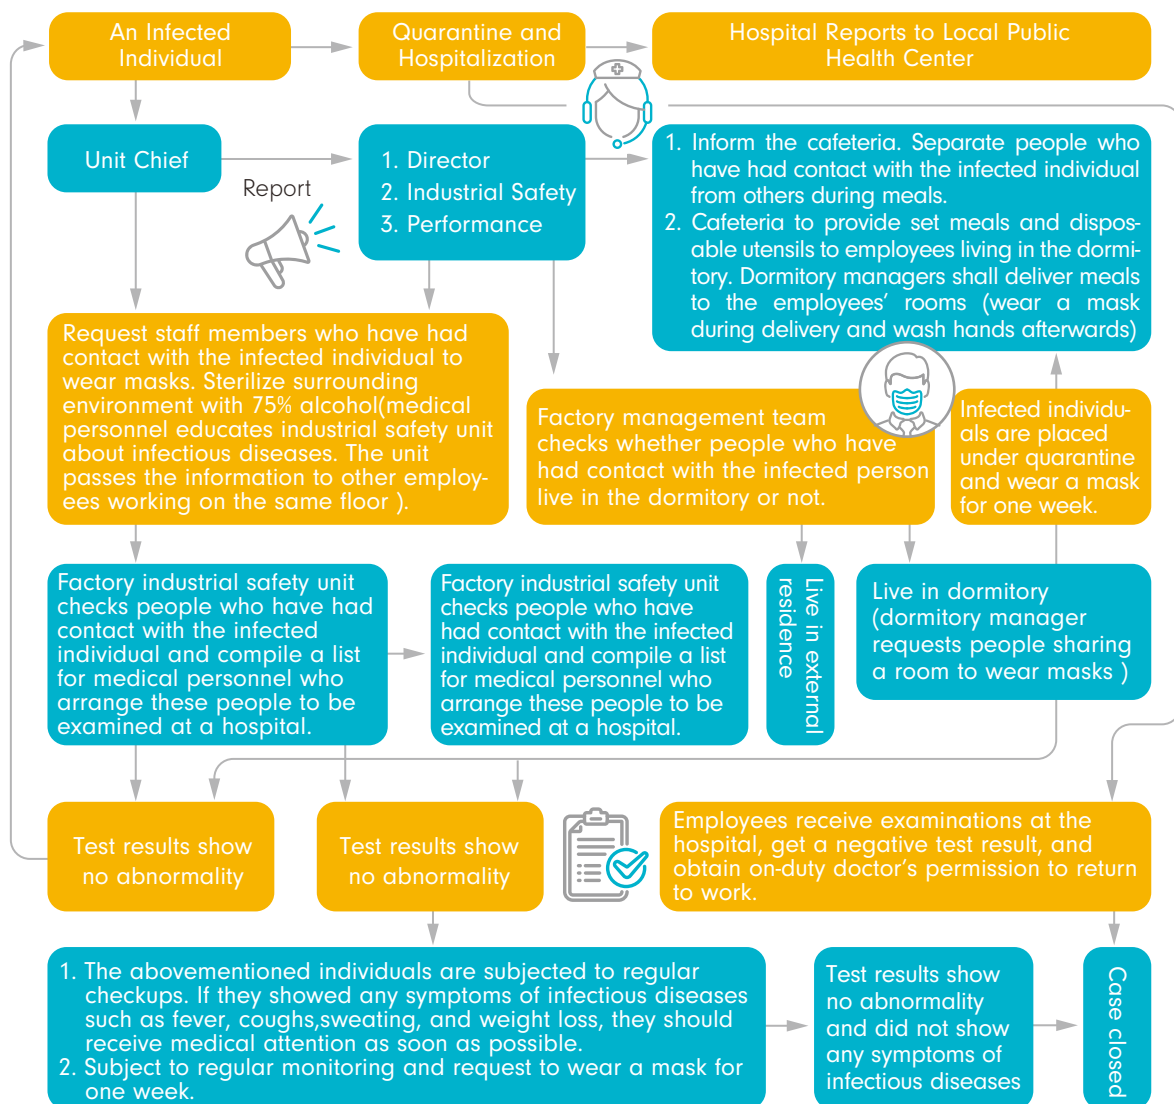 An Infected
Individual
Quarantine and
Hospitalization
Hospital Reports to Local Public
Health Center
Unit Chief
Report
1. Director
2. Industrial Safety
3. Performance
1. Inform the cafeteria. Separate people who
have had contact with the infected individual
from others during meals.
2. Cafeteria to provide set meals and dispos-
able utensils to employees living in the dormi-
tory. Dormitory managers shall deliver meals
to the employees' rooms (wear a mask
during delivery and wash hands afterwards)
Request staff members who have had
contact with the infected individual to
wear masks. Sterilize surrounding
environment with 75% alcohol(medical
personnel educates industrial safety unit
about infectious diseases. The unit
passes the information to other employ-
ees working on the same floor ).
Factory management team
checks whether people who have
had contact with the infected person
live in the dormitory or not.
Infected individu-
als are placed
under quarantine
and wear a mask
for one week.
Factory industrial safety unit
checks people who have had
contact with the infected
individual and compile a list
for medical personnel who
arrange these people to be
examined at a hospital.
Factory industrial safety unit
checks people who have
had contact with the infected
individual and compile a list
for medical personnel who
arrange these people to be
examined at a hospital.
Live in external
residence
Live in dormitory
(dormitory manager
requests people sharing
a room to wear masks )
Test results show
no abnormality
Test results show
no abnormality
Employees receive examinations at the
hospital, get a negative test result, and
obtain on-duty doctor's permission to return
to work.
1. The abovementioned individuals are subjected to regular
checkups. If they showed any symptoms of infectious diseases
such as fever, coughs,sweating, and weight loss, they should
receive medical attention as soon as possible.
2. Subject to regular monitoring and request to wear a mask for
one week.
Test results show
no abnormality
and did not show
any symptoms of
infectious diseases
Case closed